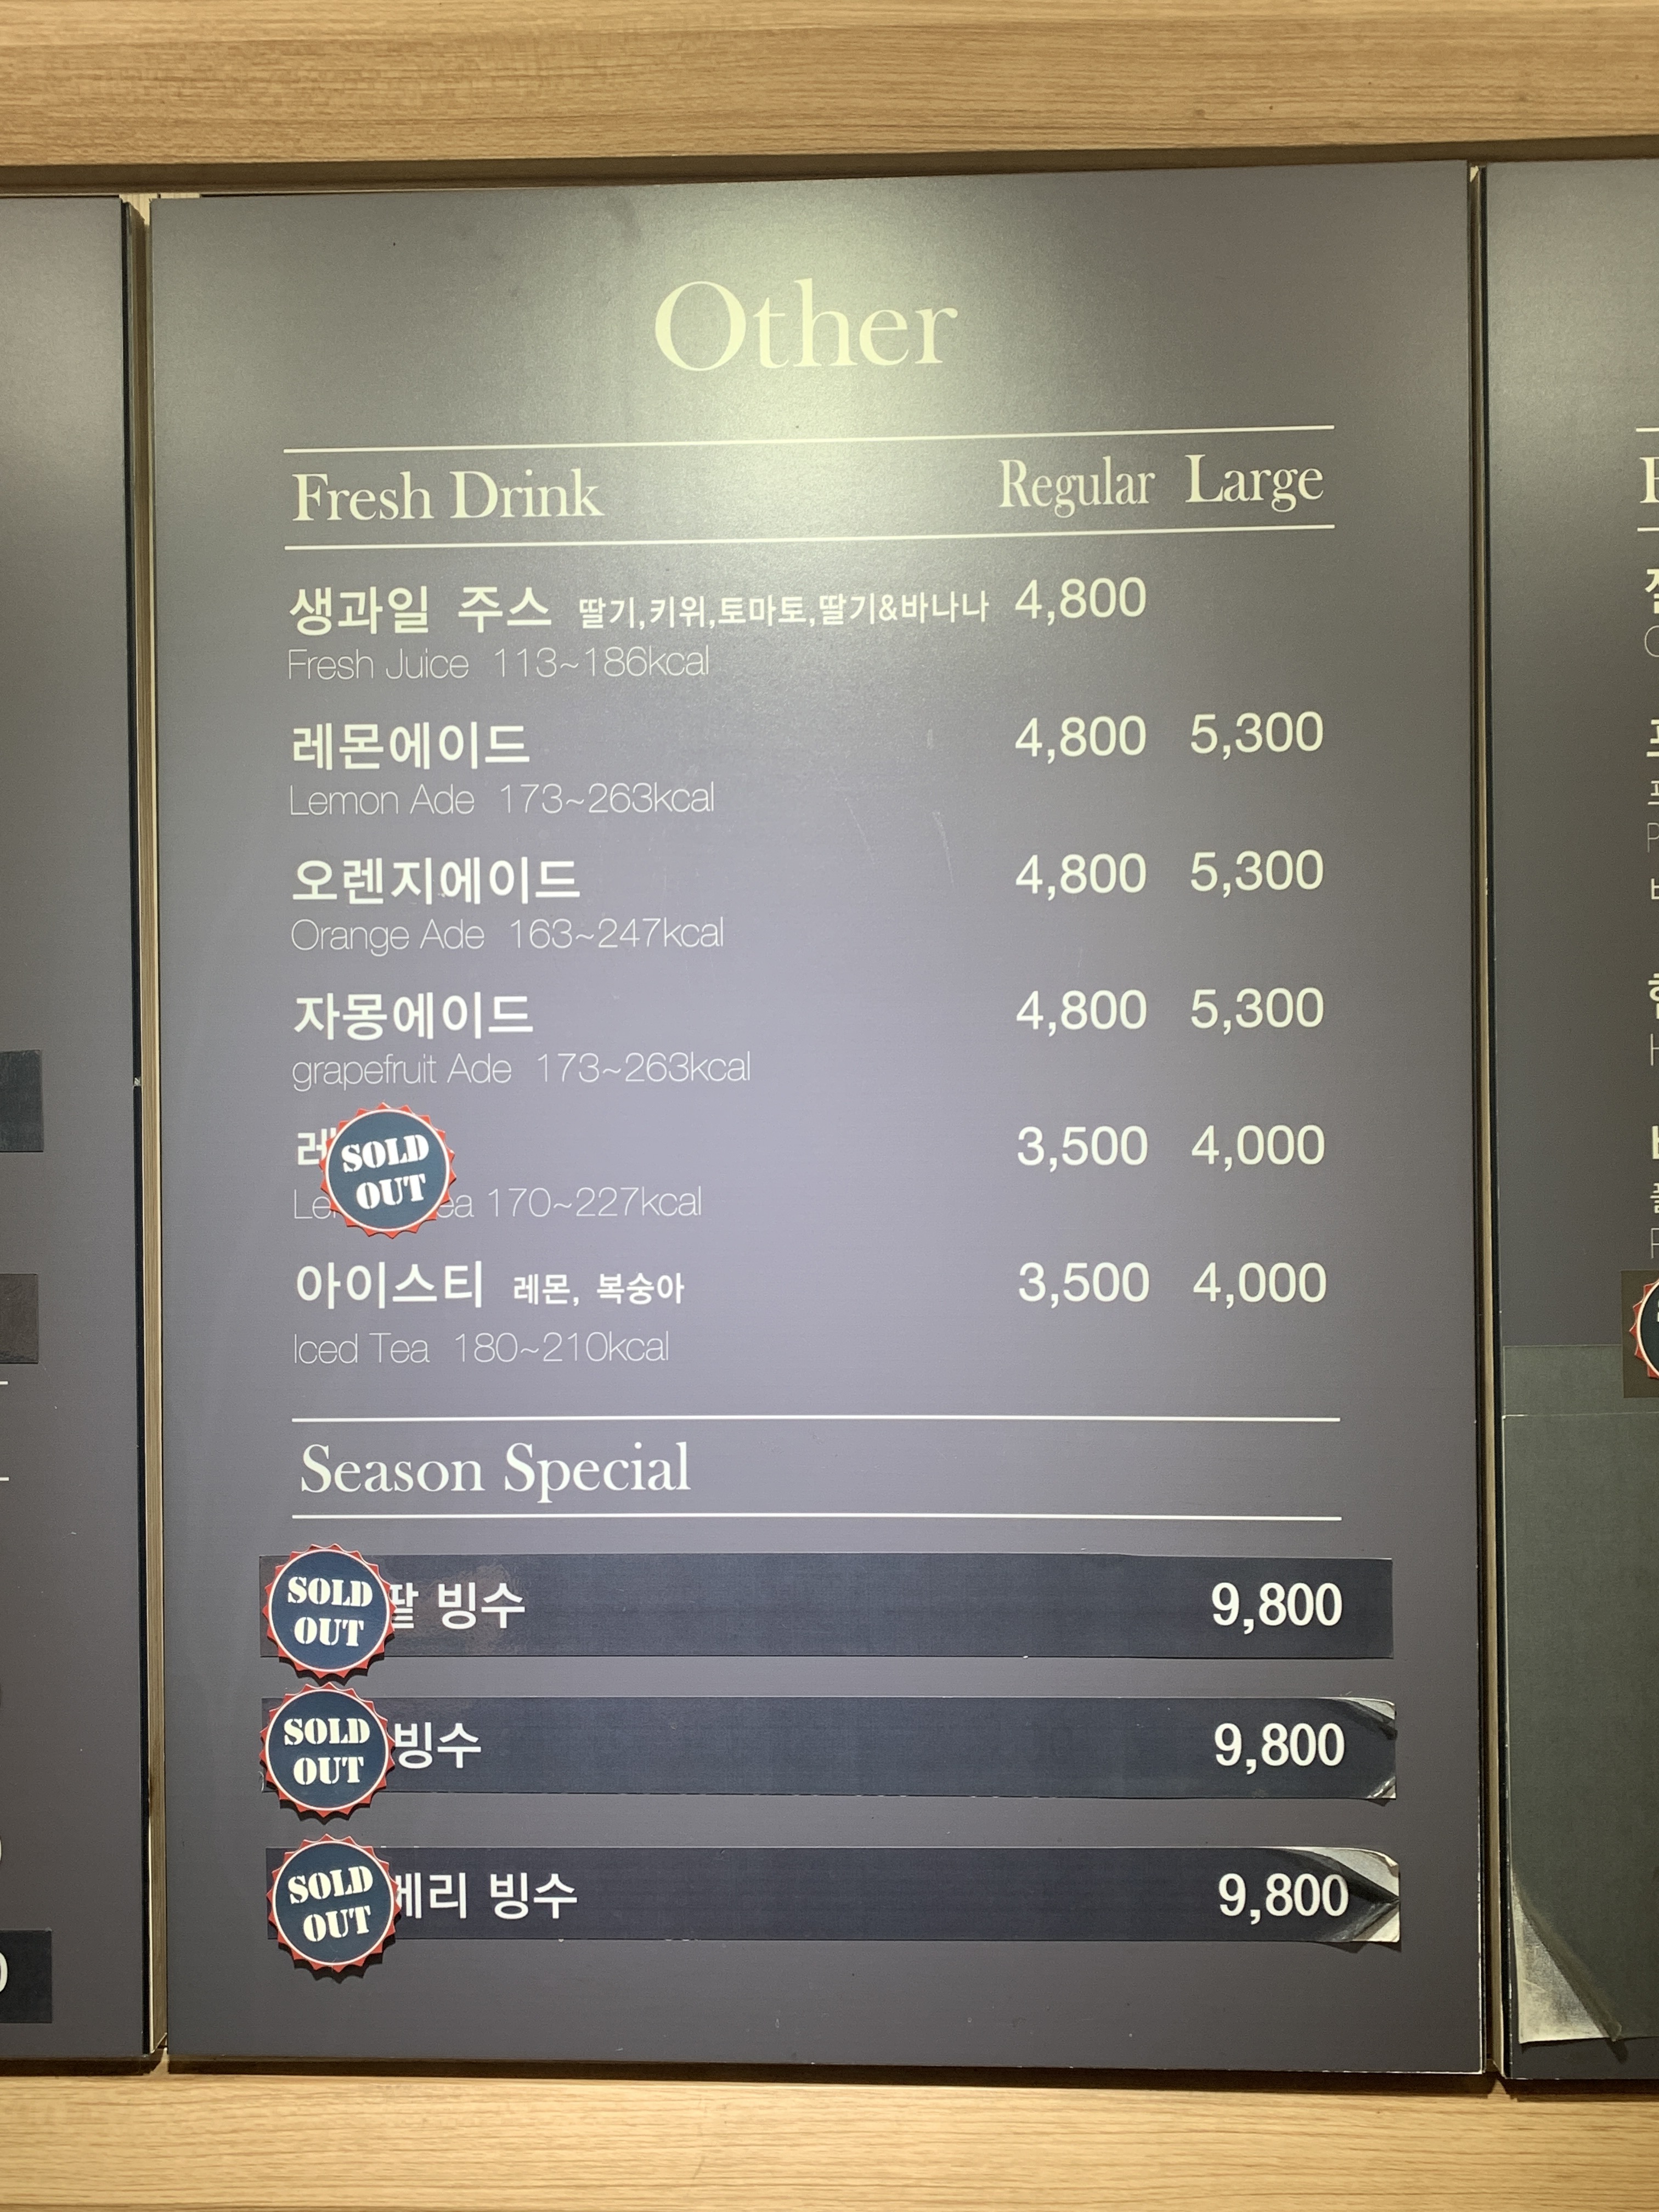 Other
Fresh Drink Regular Large
생과일 주스 딸기,키위,토마토,딸기&바나나 4,800
Fresh Juice 113~186kcal
레몬에이드 4,800 5,300
Lemon Ade 173~263kcal
오렌지에이드 4,800 5,300
Orange Ade 163~247kcal
자몽에이드 4,800 5,300
grapefruit Ade 173~263kcal
SOLD OUT 3,500 4,000
170~227kcal
아이스티 레몬, 복숭아 3,500 4,000
Iced Tea 180~210kcal
Season Special
SOLD OUT 팥 빙수 9,800
SOLD OUT 빙수 9,800
SOLD OUT 빙수 9,800